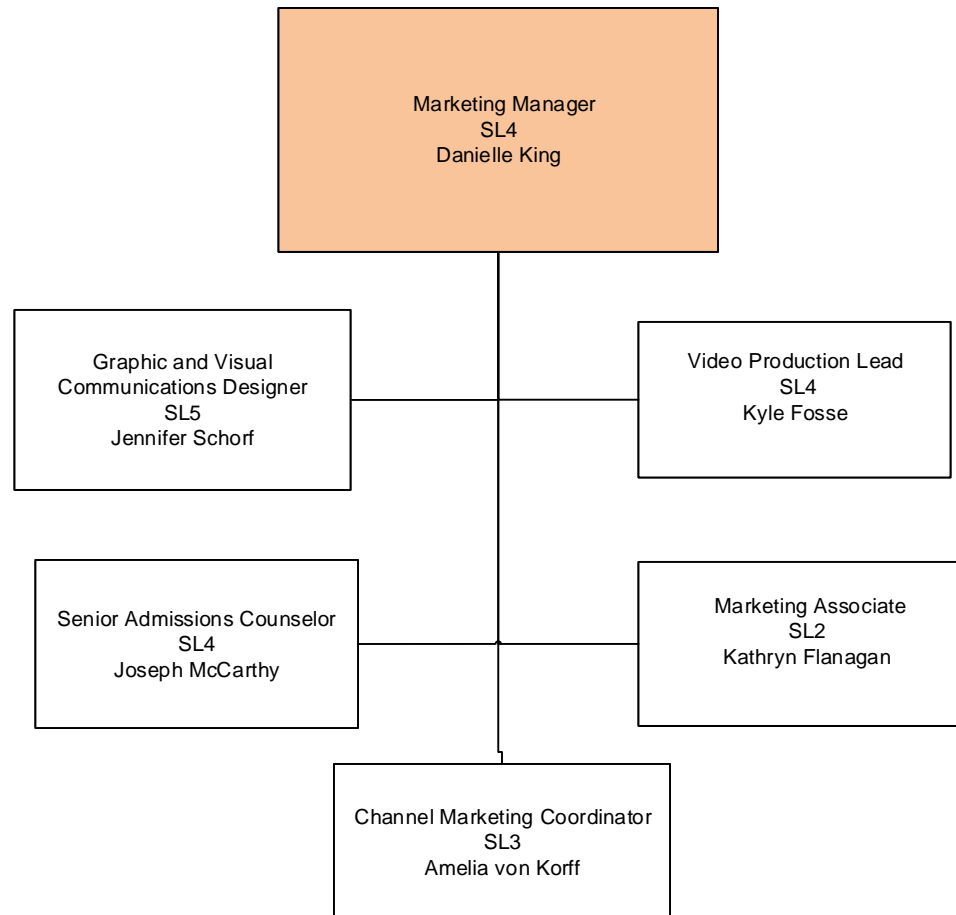 Marketing Manager
SL4
Danielle King
Graphic and Visual
Communications Designer
SL5
Jennifer Schorf
Video Production Lead
SL4
Kyle Fosse
Senior Admissions Counselor
SL4
Joseph McCarthy
Marketing Associate
SL2
Kathryn Flanagan
Channel Marketing Coordinator
SL3
Amelia von Korff